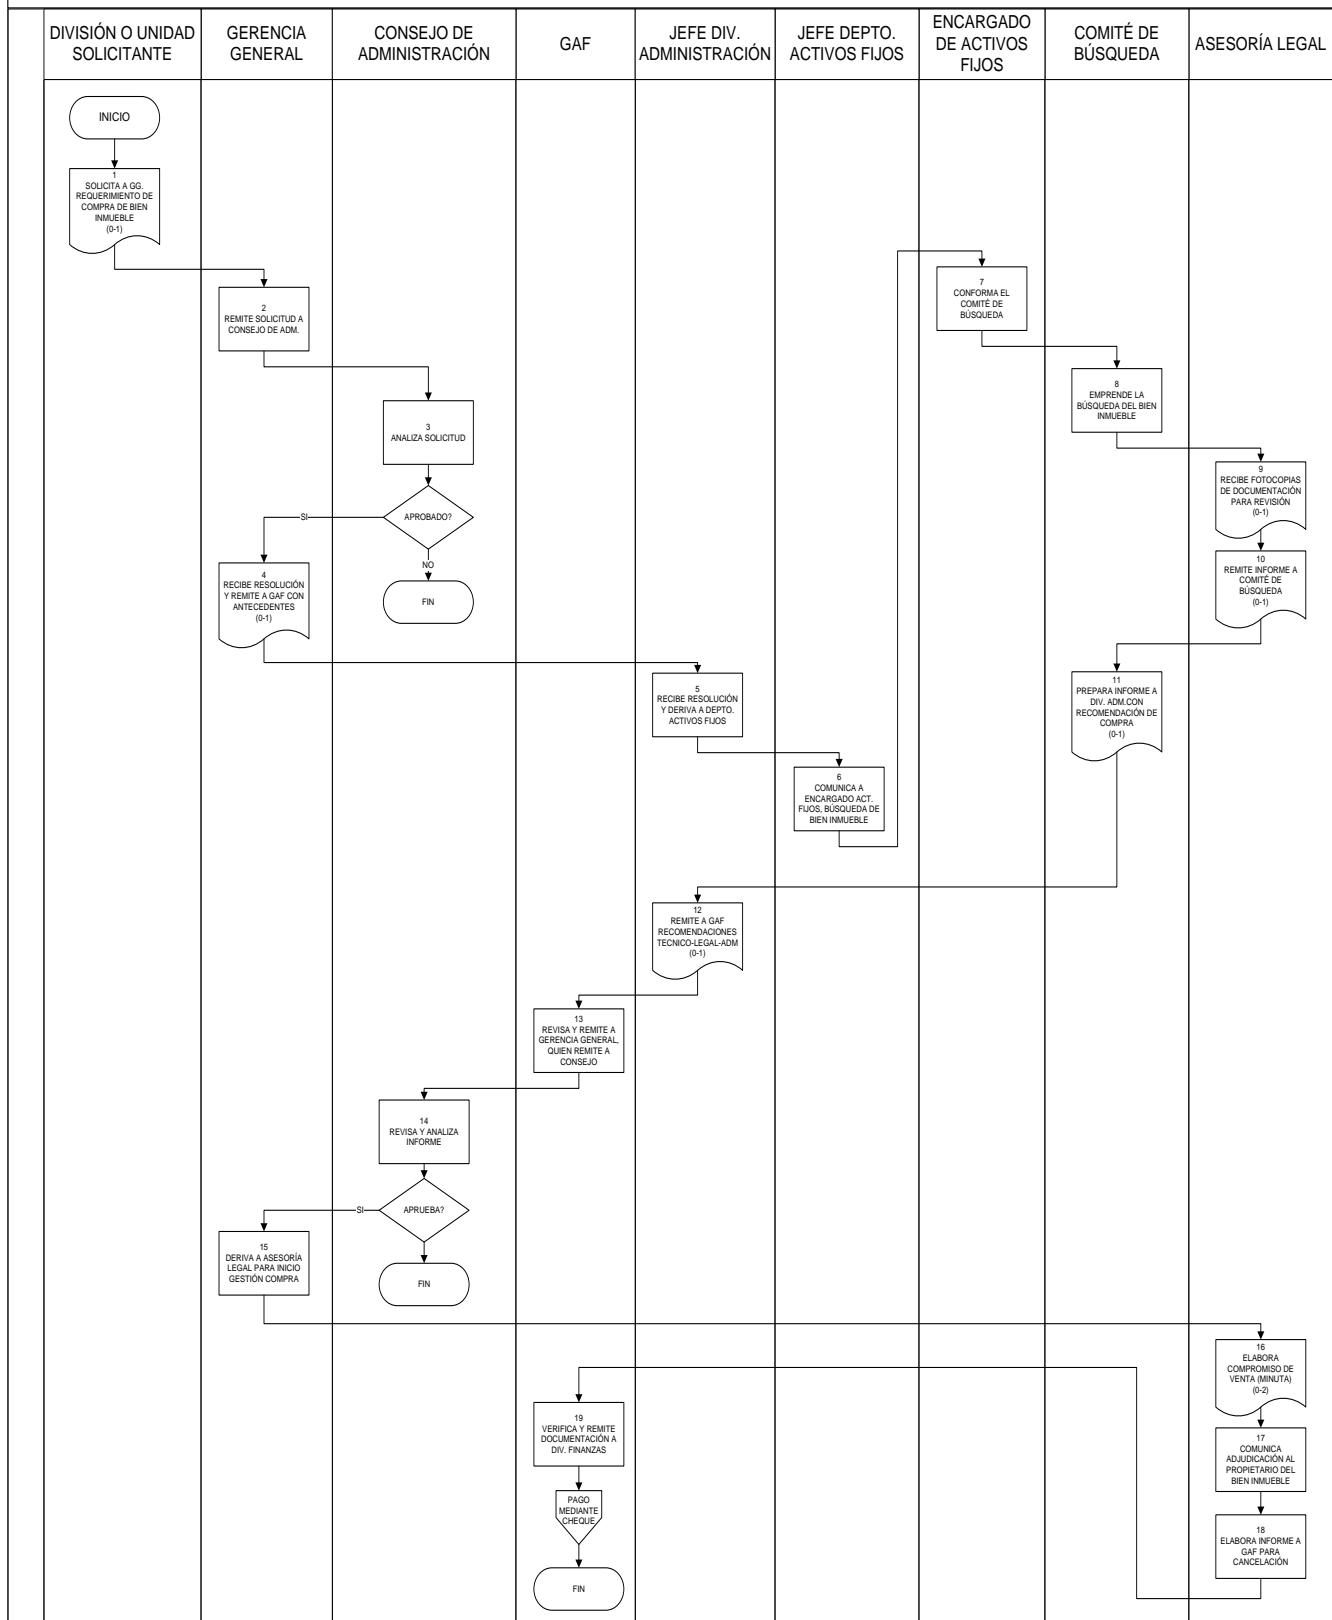 DIVISIÓN O UNIDAD
SOLICITANTE
GERENCIA
GENERAL
CONSEJO DE
ADMINISTRACIÓN
GAF
JEFE DIV.
ADMINISTRACIÓN
JEFE DEPTO.
ACTIVOS FIJOS
ENCARGADO
DE ACTIVOS
FIJOS
COMITÉ DE
BÚSQUEDA
ASESORÍA LEGAL
INICIO
1
SOLICITA A GG.
REQUERIMIENTO DE
COMPRA DE BIEN
INMUEBLE
(0-1)
2
REMITE SOLICITUD A
CONSEJO DE ADM.
3
ANALIZA SOLICITUD
APROBADO?
SI
NO
FIN
4
RECIBE RESOLUCIÓN
Y REMITE A GAF CON
ANTECEDENTES
(0-1)
5
RECIBE RESOLUCIÓN
Y DERIVA A DEPTO.
ACTIVOS FIJOS
6
COMUNICA A
ENCARGADO ACT.
FIJOS, BÚSQUEDA DE
BIEN INMUEBLE
7
CONFORMA EL
COMITÉ DE
BÚSQUEDA
8
EMPRENDE LA
BÚSQUEDA DEL BIEN
INMUEBLE
9
RECIBE FOTOCOPIAS
DE DOCUMENTACIÓN
PARA REVISIÓN
(0-1)
10
REMITE INFORME A
COMITÉ DE
BÚSQUEDA
(0-1)
11
PREPARA INFORME A
DIV. ADM.CON
RECOMENDACIÓN DE
COMPRA
(0-1)
12
REMITE A GAF
RECOMENDACIONES
TECNICO-LEGAL-ADM
(0-1)
13
REVISA Y REMITE A
GERENCIA GENERAL,
QUIEN REMITE A
CONSEJO
14
REVISA Y ANALIZA
INFORME
APRUEBA?
SI
FIN
15
DERIVA A ASESORÍA
LEGAL PARA INICIO
GESTIÓN COMPRA
16
ELABORA
COMPROMISO DE
VENTA (MINUTA)
(0-2)
17
COMUNICA
ADJUDICACIÓN AL
PROPIETARIO DEL
BIEN INMUEBLE
18
ELABORA INFORME A
GAF PARA
CANCELACIÓN
19
VERIFICA Y REMITE
DOCUMENTACIÓN A
DIV. FINANZAS
PAGO
MEDIANTE
CHEQUE
FIN